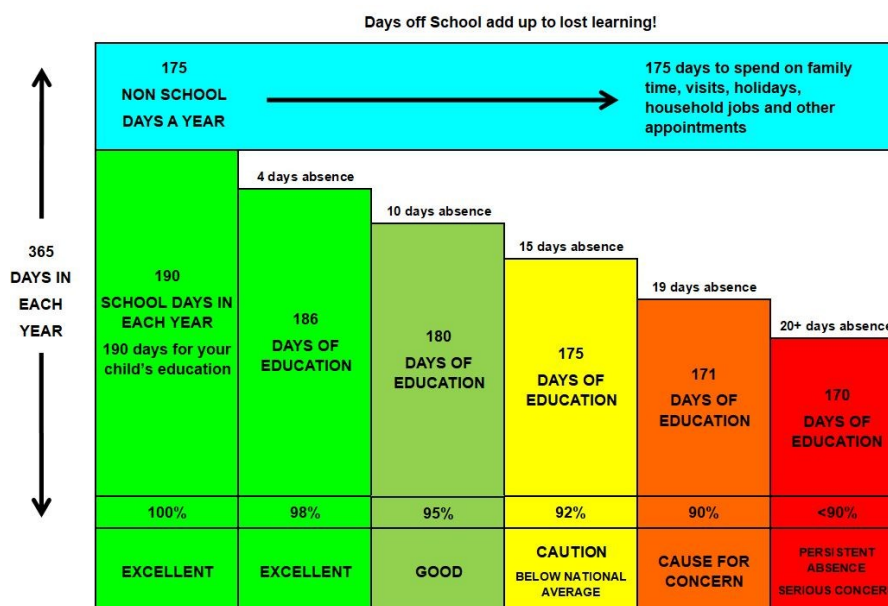 Days off School add up to lost learning!
175
NON SCHOOL
DAYS A YEAR
175 days to spend on family
time, visits, holidays,
household jobs and other
appointments
365
DAYS IN
EACH
YEAR
190
SCHOOL DAYS IN
EACH YEAR
190 days for your
child's education
4 days absence
186
DAYS OF
EDUCATION
10 days absence
180
DAYS OF
EDUCATION
15 days absence
175
DAYS OF
EDUCATION
19 days absence
171
DAYS OF
EDUCATION
20+ days absence
170
DAYS OF
EDUCATION
100%
98%
95%
92%
90%
<90%
EXCELLENT
EXCELLENT
GOOD
CAUTION
BELOW NATIONAL
AVERAGE
CAUSE FOR
CONCERN
PERSISTENT
ABSENCE
SERIOUS CONCER